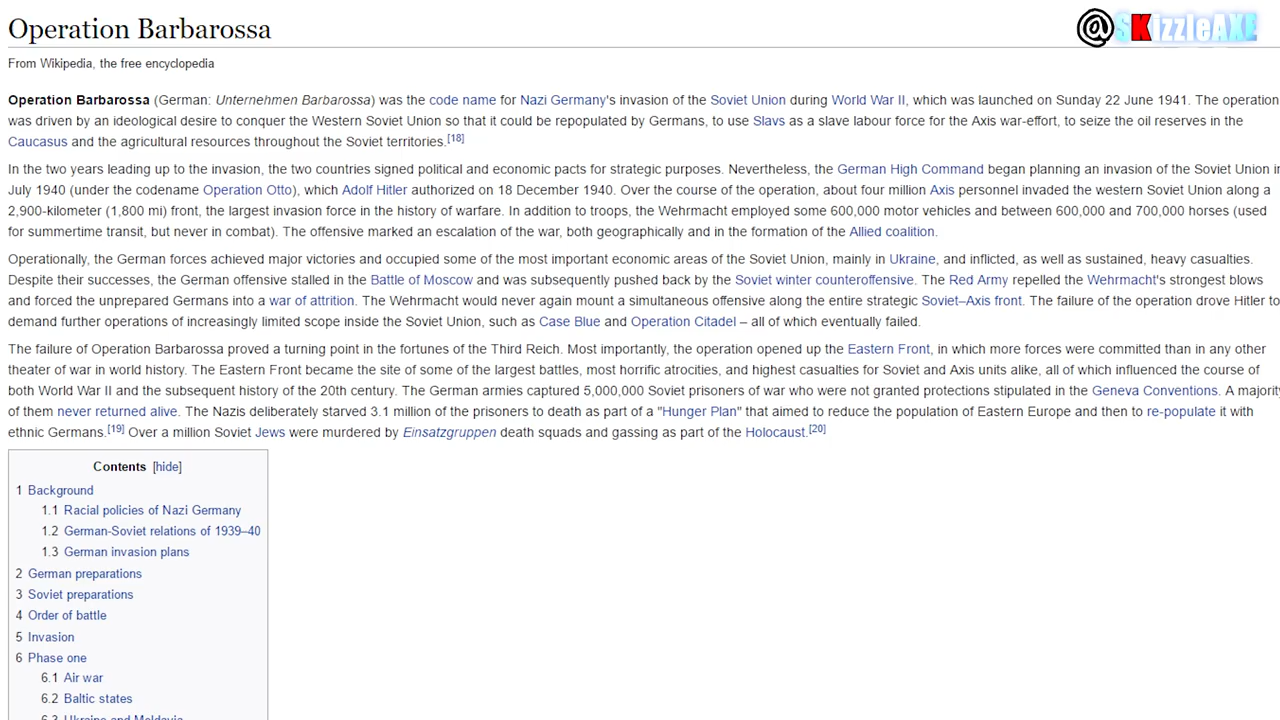 Operation Barbarossa
@SKizzleAXE
From Wikipedia, the free encyclopedia
Operation Barbarossa (German: Unternehmen Barbarossa) was the code name for Nazi Germany's invasion of the Soviet Union during World War II, which was launched on Sunday 22 June 1941. The operation
was driven by an ideological desire to conquer the Western Soviet Union so that it could be repopulated by Germans, to use Slavs as a slave labour force for the Axis war-effort, to seize the oil reserves in the
Caucasus and the agricultural resources throughout the Soviet territories.[18]
In the two years leading up to the invasion, the two countries signed political and economic pacts for strategic purposes. Nevertheless, the German High Command began planning an invasion of the Soviet Union in
July 1940 (under the codename Operation Otto), which Adolf Hitler authorized on 18 December 1940. Over the course of the operation, about four million Axis personnel invaded the western Soviet Union along a
2,900-kilometer (1,800 mi) front, the largest invasion force in the history of warfare. In addition to troops, the Wehrmacht employed some 600,000 motor vehicles and between 600,000 and 700,000 horses (used
for summertime transit, but never in combat). The offensive marked an escalation of the war, both geographically and in the formation of the Allied coalition.
Operationally, the German forces achieved major victories and occupied some of the most important economic areas of the Soviet Union, mainly in Ukraine, and inflicted, as well as sustained, heavy casualties.
Despite their successes, the German offensive stalled in the Battle of Moscow and was subsequently pushed back by the Soviet winter counteroffensive. The Red Army repelled the Wehrmacht's strongest blows
and forced the unprepared Germans into a war of attrition. The Wehrmacht would never again mount a simultaneous offensive along the entire strategic Soviet–Axis front. The failure of the operation drove Hitler to
demand further operations of increasingly limited scope inside the Soviet Union, such as Case Blue and Operation Citadel – all of which eventually failed.
The failure of Operation Barbarossa proved a turning point in the fortunes of the Third Reich. Most importantly, the operation opened up the Eastern Front, in which more forces were committed than in any other
theater of war in world history. The Eastern Front became the site of some of the largest battles, most horrific atrocities, and highest casualties for Soviet and Axis units alike, all of which influenced the course of
both World War II and the subsequent history of the 20th century. The German armies captured 5,000,000 Soviet prisoners of war who were not granted protections stipulated in the Geneva Conventions. A majority
of them never returned alive. The Nazis deliberately starved 3.1 million of the prisoners to death as part of a "Hunger Plan" that aimed to reduce the population of Eastern Europe and then to re-populate it with
ethnic Germans.[19] Over a million Soviet Jews were murdered by Einsatzgruppen death squads and gassing as part of the Holocaust.[20]
Contents [hide]
1 Background
1.1 Racial policies of Nazi Germany
1.2 German-Soviet relations of 1939–40
1.3 German invasion plans
2 German preparations
3 Soviet preparations
4 Order of battle
5 Invasion
6 Phase one
6.1 Air war
6.2 Baltic states
6.3 Ukraine and Moldavia